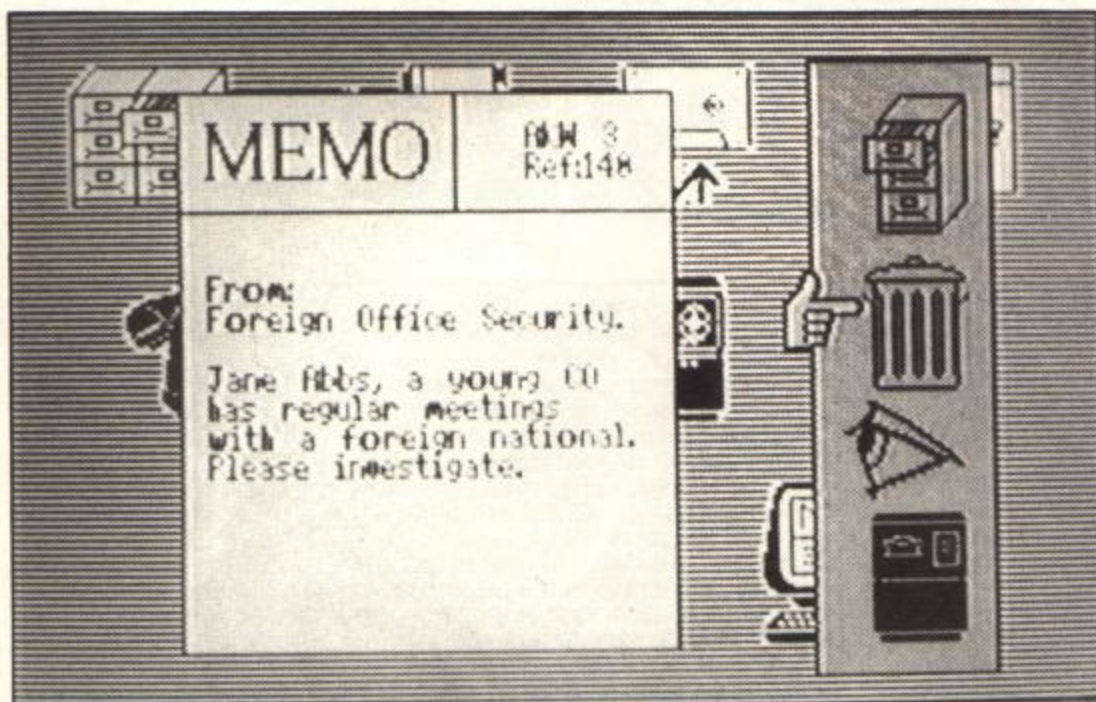 MEMO
3
Ref:148
From:
Foreign Office Security.
Jane Abbs, a young CO
has regular meetings
with a foreign national.
Please investigate.